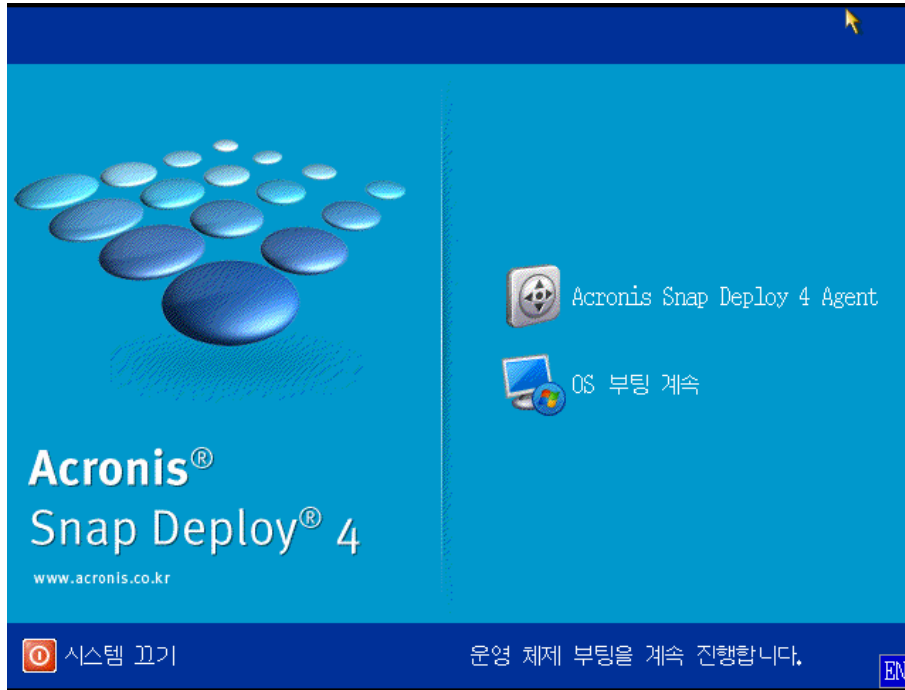 Acronis Snap Deploy 4 Agent
OS 부팅 계속
Acronis®
Snap Deploy® 4
www.acronis.co.kr
시스템 끄기
운영 체제 부팅을 계속 진행합니다.
EN